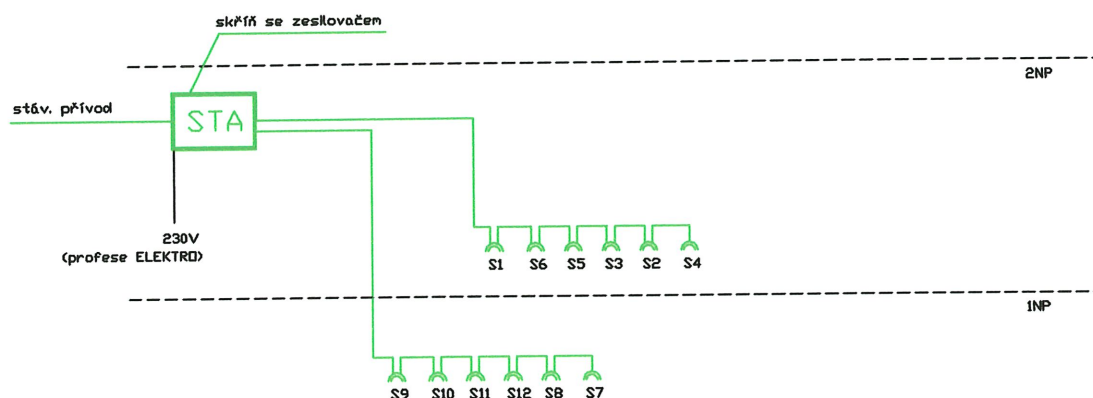 skříň se zesilovačem
2NP
stáv. přívod
STA
230V
(profese ELEKTRO)
S1 S6 S5 S3 S2 S4
1NP
S9 S10 S11 S12 S8 S7